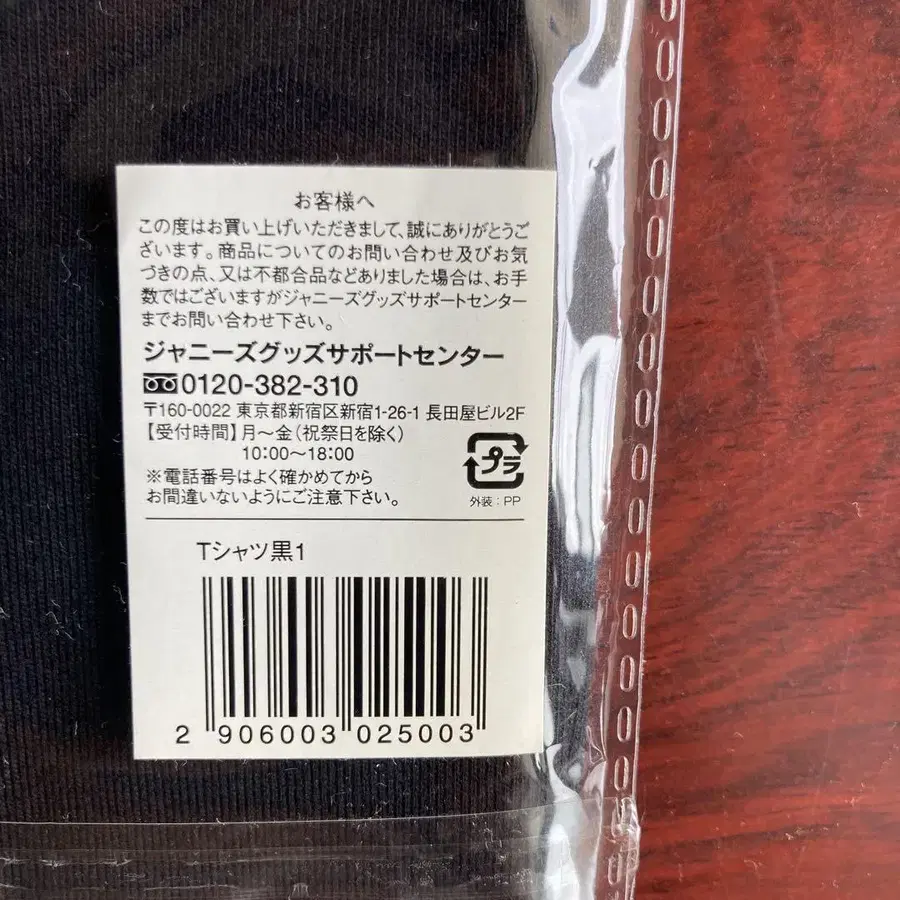 お客様へ
この度はお買い上げいただきまして、誠にありがとうご
ざいます。商品についてのお問い合わせ及びお気
づきの点、又は不都合品などありました場合は、お手
数ではございますがジャニーズグッズサポートセンター
までお問い合わせ下さい。
ジャニーズグッズサポートセンター
0120-382-310
〒160-0022 東京都新宿区新宿1-26-1 長田屋ビル2F
【受付時間】月～金(祝祭日を除く)
10:00～18:00
※電話番号はよく確かめてから
お間違いないようにご注意下さい。
プラ
外装:PP
Tシャツ黒1
2 906003 025003